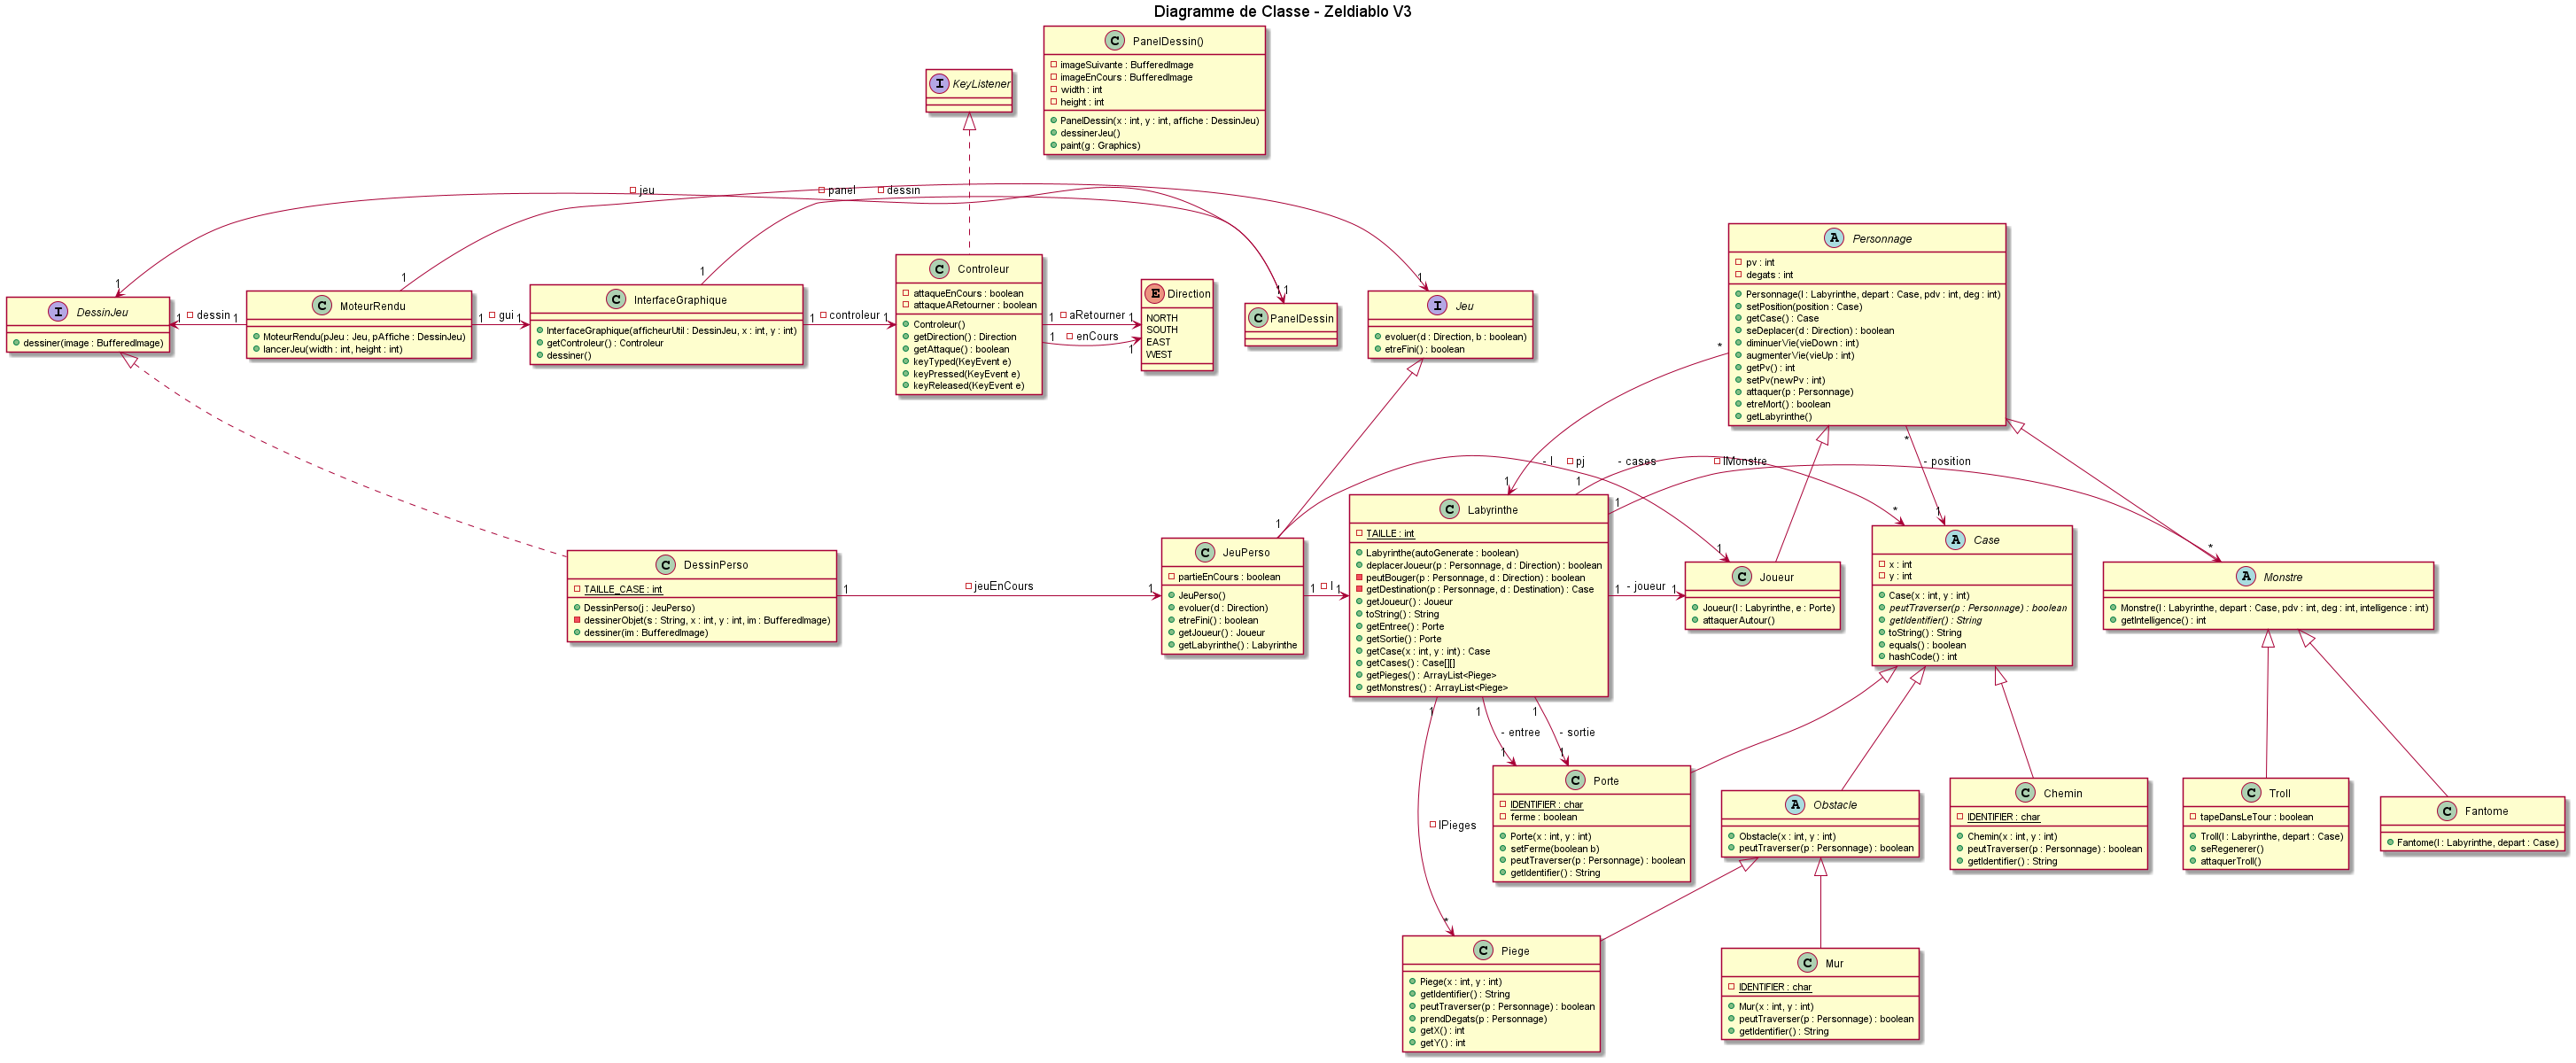 Diagramme de Classe - Zeldiablo V3
C PanelDessin()
imageSuivante : BufferedImage
imageEnCours : BufferedImage
width : int
height : int
PanelDessin(x : int, y : int, affiche : DessinJeu)
dessinerJeu()
paint(g : Graphics)
I KeyListener
jeu
panel
dessin
I DessinJeu
dessiner(image : BufferedImage)
1
1 dessin 1
C MoteurRendu
MoteurRendu(pJeu : Jeu, pAffiche : DessinJeu)
lancerJeu(width : int, height : int)
1
1 gui 1
C InterfaceGraphique
InterfaceGraphique(afficheurUtil : DessinJeu, x : int, y : int)
getControleur() : Controleur
dessiner()
1
1 controleur 1
C Controleur
attaqueEnCours : boolean
attaqueARetourner : boolean
Controleur()
getDirection() : Direction
getAttaque() : boolean
keyTyped(KeyEvent e)
keyPressed(KeyEvent e)
keyReleased(KeyEvent e)
1 aRetourner 1
1 enCours 1
E Direction
NORTH
SOUTH
EAST
WEST
1 1
C PanelDessin
1
I Jeu
evoluer(d : Direction, b : boolean)
etreFini() : boolean
A Personnage
pv : int
degats : int
Personnage(l : Labyrinthe, depart : Case, pdv : int, deg : int)
setPosition(position : Case)
getCase() : Case
seDeplacer(d : Direction) : boolean
diminuerVie(vieDown : int)
augmenterVie(vieUp : int)
getPv() : int
setPv(newPv : int)
attaquer(p : Personnage)
etreMort() : boolean
getLabyrinthe()
*
*
- l
pj
- cases
lMonstre
- position
C DessinPerso
TAILLE_CASE : int
DessinPerso(j : JeuPerso)
dessinerObjet(s : String, x : int, y : int, im : BufferedImage)
dessiner(im : BufferedImage)
1 jeuEnCours 1
1
C JeuPerso
partieEnCours : boolean
JeuPerso()
evoluer(d : Direction)
etreFini() : boolean
getJoueur() : Joueur
getLabyrinthe() : Labyrinthe
1 l 1
1 1 1
C Labyrinthe
TAILLE : int
Labyrinthe(autoGenerate : boolean)
deplacerJoueur(p : Personnage, d : Direction) : boolean
peutBouger(p : Personnage, d : Direction) : boolean
getDestination(p : Personnage, d : Destination) : Case
getJoueur() : Joueur
toString() : String
getEntree() : Porte
getSortie() : Porte
getCase(x : int, y : int) : Case
getCases() : Case[][]
getPieges() : ArrayList<Piege>
getMonstres() : ArrayList<Piege>
1 - joueur 1
1
C Joueur
Joueur(l : Labyrinthe, e : Porte)
attaquerAutour()
* 1
A Case
x : int
y : int
Case(x : int, y : int)
peutTraverser(p : Personnage) : boolean
getIdentifier() : String
toString() : String
equals() : boolean
hashCode() : int
*
A Monstre
Monstre(l : Labyrinthe, depart : Case, pdv : int, deg : int, intelligence : int)
getIntelligence() : int
1 1 1
- entree
- sortie
1 1
lPieges
*
C Porte
IDENTIFIER : char
ferme : boolean
Porte(x : int, y : int)
setFerme(boolean b)
peutTraverser(p : Personnage) : boolean
getIdentifier() : String
A Obstacle
Obstacle(x : int, y : int)
peutTraverser(p : Personnage) : boolean
C Chemin
IDENTIFIER : char
Chemin(x : int, y : int)
peutTraverser(p : Personnage) : boolean
getIdentifier() : String
C Troll
tapeDansLeTour : boolean
Troll(l : Labyrinthe, depart : Case)
seRegenerer()
attaquerTroll()
C Fantome
Fantome(l : Labyrinthe, depart : Case)
C Piege
Piege(x : int, y : int)
getIdentifier() : String
peutTraverser(p : Personnage) : boolean
prendDegats(p : Personnage)
getX() : int
getY() : int
C Mur
IDENTIFIER : char
Mur(x : int, y : int)
peutTraverser(p : Personnage) : boolean
getIdentifier() : String